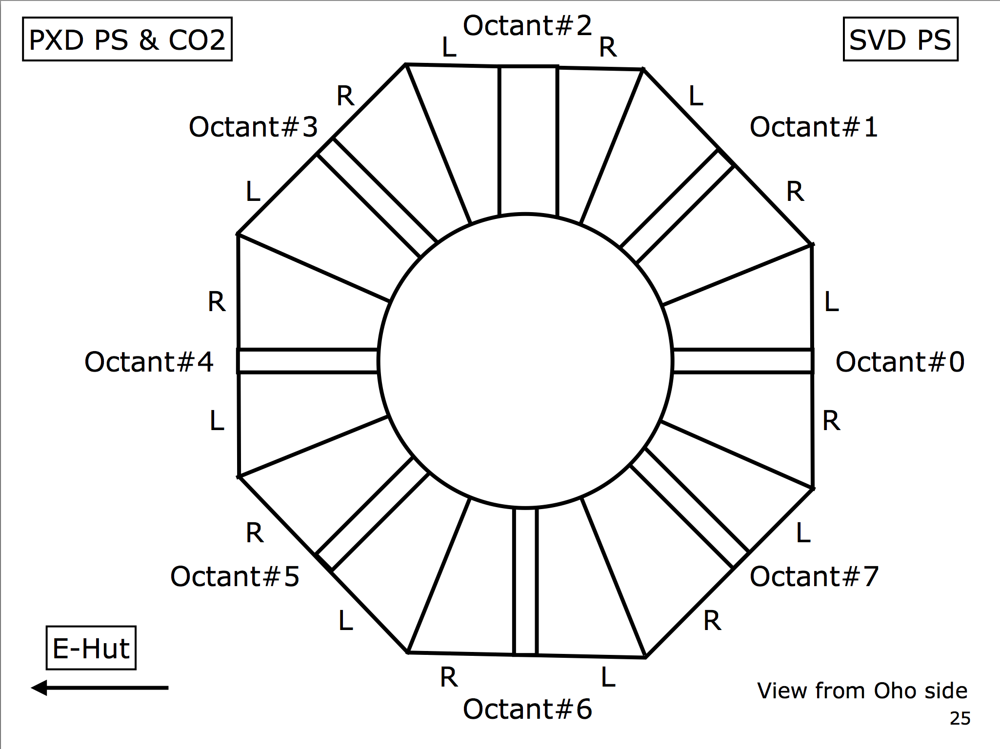 Octant#2
PXD PS & CO2
SVD PS
L
R
R
L
Octant#3
Octant#1
L
R
R
L
Octant#4
Octant#0
L
R
R
L
Octant#5
Octant#7
L
R
E-Hut
R
L
View from Oho side
Octant#6
25